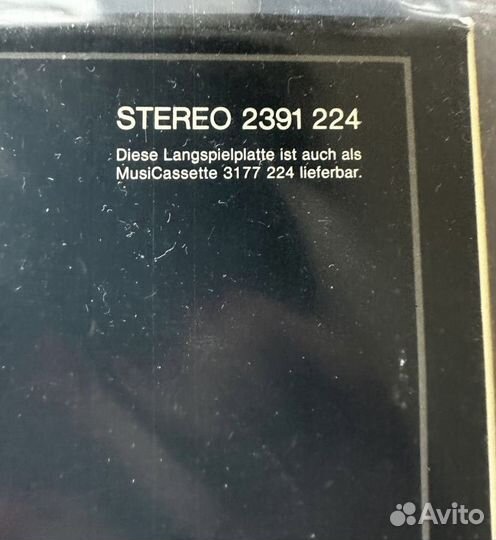 STEREO 2391 224
Diese Langspielplatte ist auch als
MusiCassette 3177 224 lieferbar.
Avito